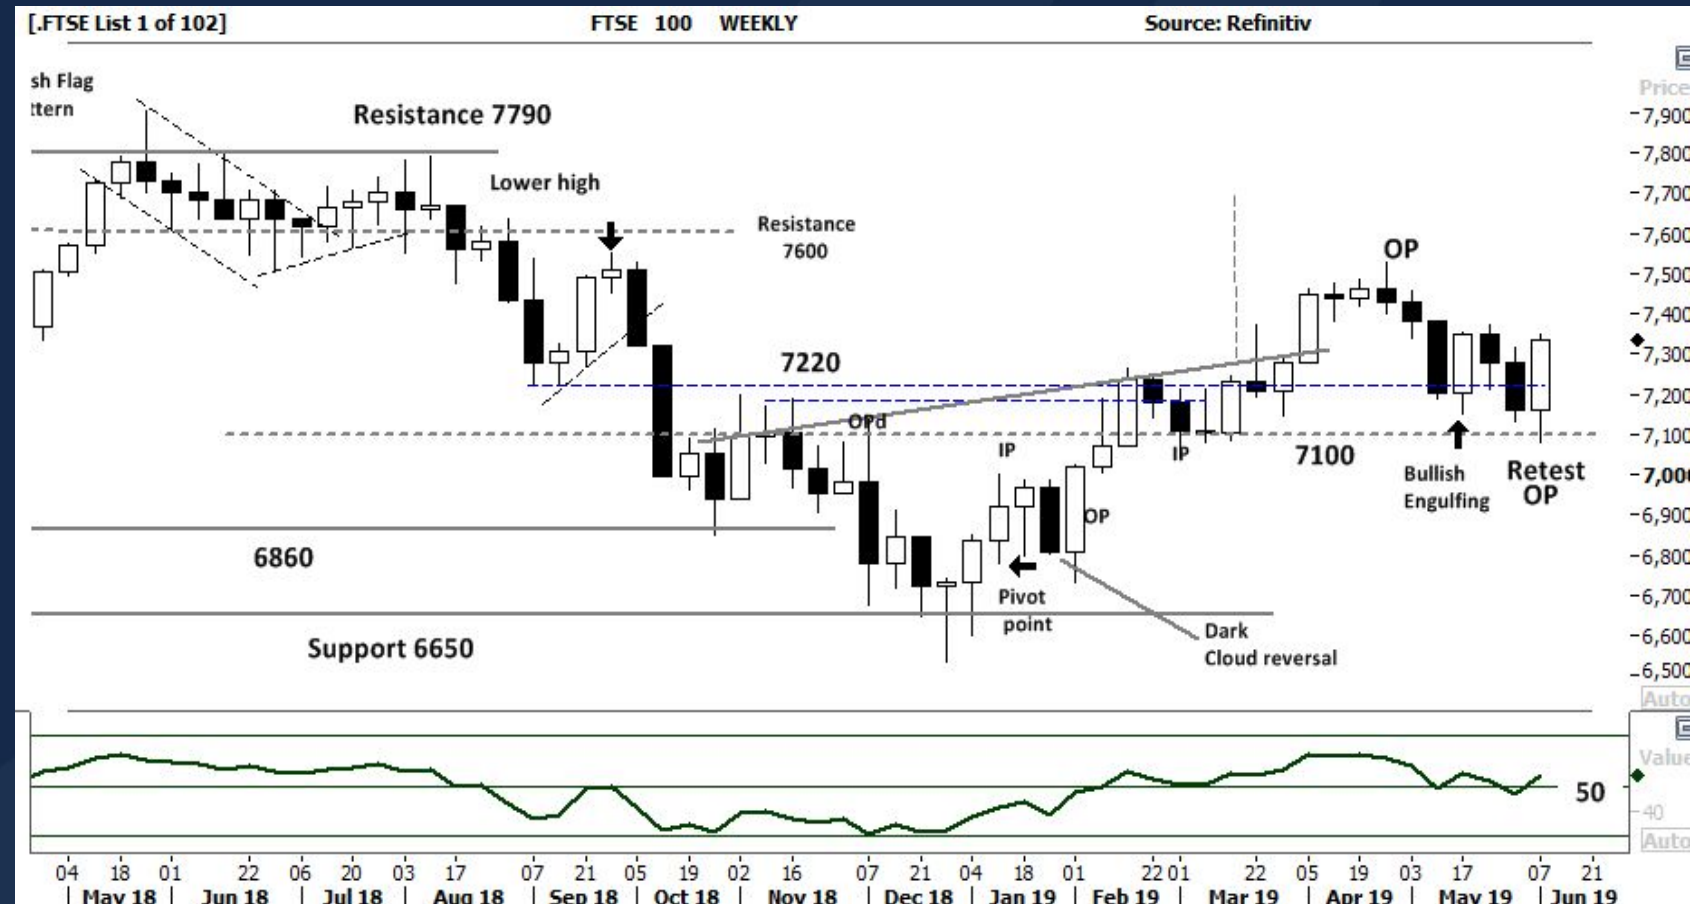 [.FTSE List 1 of 102]
FTSE 100 WEEKLY
Source: Refinitiv
sh Flag
ttern
Resistance 7790
Lower high
Resistance
7600
7220
OPd
IP
OP
IP
OP
7100
Bullish
Engulfing
Retest
OP
6860
Pivot
point
Support 6650
Dark
Cloud reversal
Price
7,900
7,800
7,700
7,600
7,500
7,400
7,300
7,200
7,100
7,000
6,900
6,800
6,700
6,600
6,500
Auto
Value
50
40
Auto
04 18 01 22 06 20 03 17 07 21 05 19 02 16 07 21 04 18 01 22 01 22 05 19 03 17 07 21
May 18 Jun 18 Jul 18 Aug 18 Sep 18 Oct 18 Nov 18 Dec 18 Jan 19 Feb 19 Mar 19 Apr 19 May 19 Jun 19